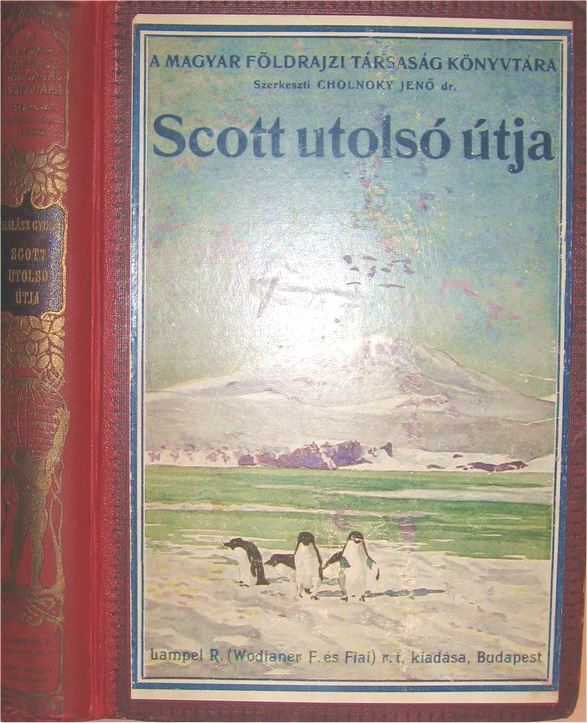 A MAGYAR FÖLDRAJZI TÁRSASÁG KÖNYVTÁRA
Szerkeszti CHOLNOKY JENŐ dr.
Scott utolsó útja
Lampel R. (Wodianer F. és Fiai) r. t. kiadása, Budapest
SCOTT
UTOLSÓ
ÚTJA